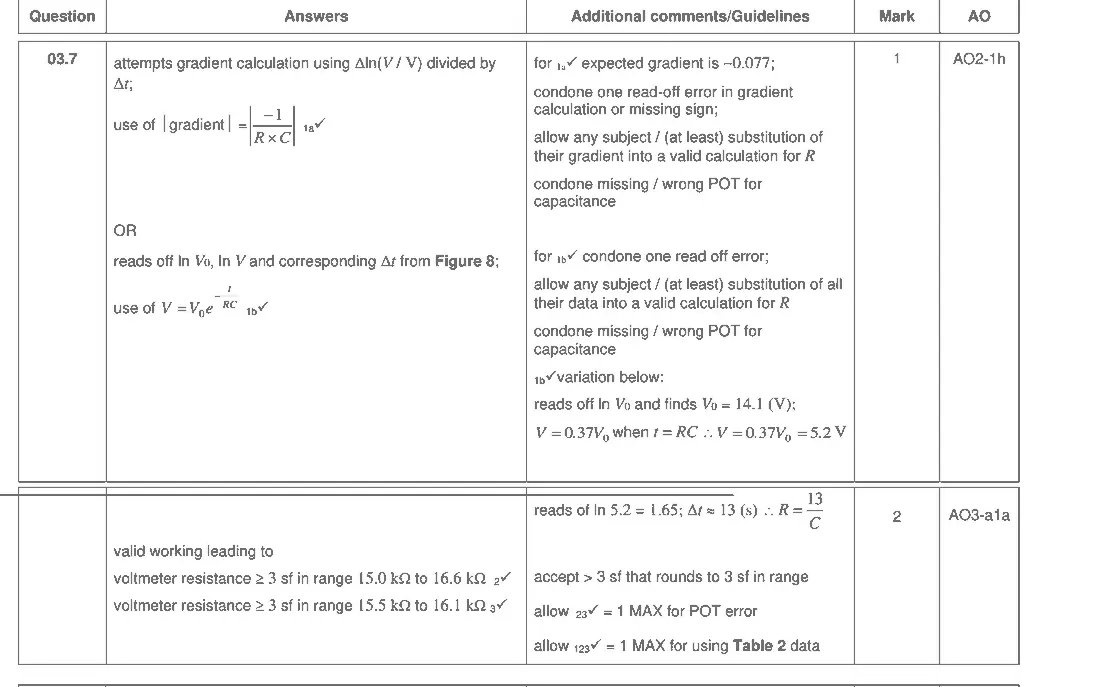 Question Answers Additional comments/Guidelines Mark AO
03.7 attempts gradient calculation using Δln(V / V) divided by Δt;
use of |gradient| = |−1 / R × C| 1a✓
OR
reads off ln V₀, ln V and corresponding Δt from Figure 8;
use of V = V₀e^(−t/RC) 1b✓
for 1a✓ expected gradient is −0.077;
condone one read-off error in gradient
calculation or missing sign;
allow any subject / (at least) substitution of
their gradient into a valid calculation for R
condone missing / wrong POT for
capacitance
for 1b✓ condone one read off error;
allow any subject / (at least) substitution of all
their data into a valid calculation for R
condone missing / wrong POT for
capacitance
1b✓variation below:
reads off ln V₀ and finds V₀ = 14.1 (V);
V = 0.37V₀ when t = RC ∴ V = 0.37V₀ = 5.2 V
1 AO2-1h
valid working leading to
voltmeter resistance ≥ 3 sf in range 15.0 kΩ to 16.6 kΩ 2✓
voltmeter resistance ≥ 3 sf in range 15.5 kΩ to 16.1 kΩ 3✓
reads of ln 5.2 = 1.65; Δt ≈ 13 (s) ∴ R = 13 / C
accept > 3 sf that rounds to 3 sf in range
allow 23✓ = 1 MAX for POT error
allow 123✓ = 1 MAX for using Table 2 data
2 AO3-a1a